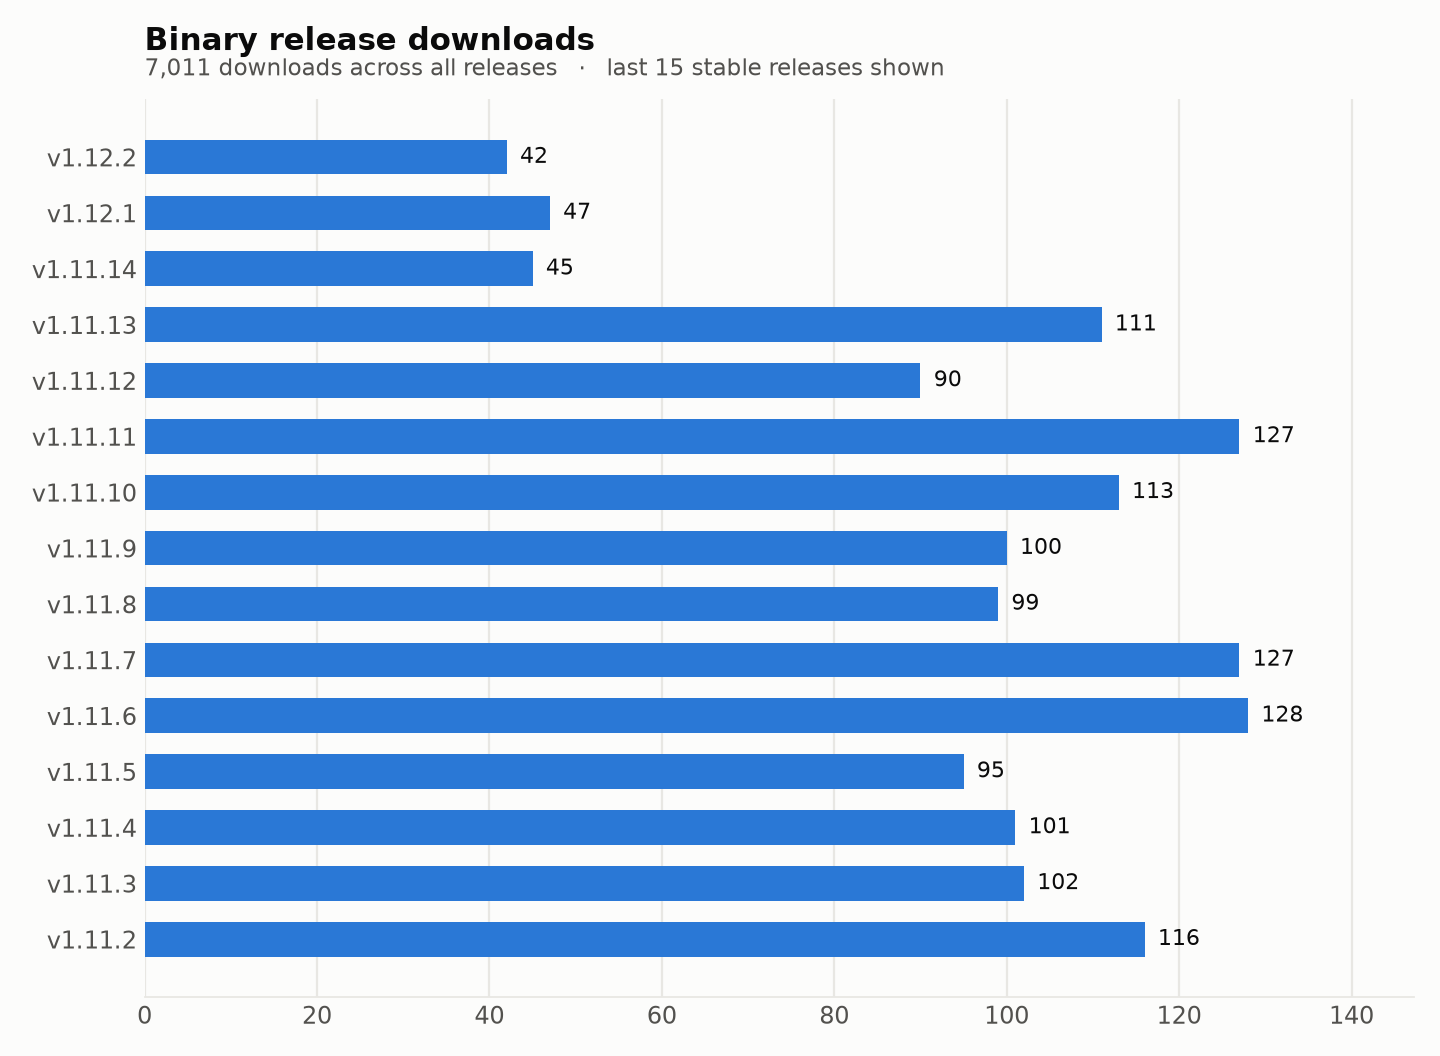 Binary release downloads
7,011 downloads across all releases · last 15 stable releases shown
v1.12.2 42
v1.12.1 47
v1.11.14 45
v1.11.13 111
v1.11.12 90
v1.11.11 127
v1.11.10 113
v1.11.9 100
v1.11.8 99
v1.11.7 127
v1.11.6 128
v1.11.5 95
v1.11.4 101
v1.11.3 102
v1.11.2 116
0 20 40 60 80 100 120 140